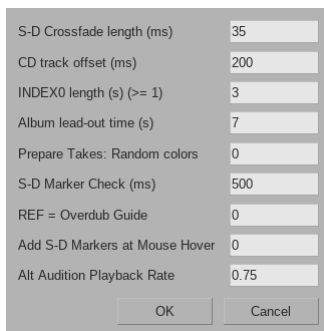 S-D Crossfade length (ms) 35
CD track offset (ms) 200
INDEX0 length (s) (>= 1) 3
Album lead-out time (s) 7
Prepare Takes: Random colors 0
S-D Marker Check (ms) 500
REF = Overdub Guide 0
Add S-D Markers at Mouse Hover 0
Alt Audition Playback Rate 0.75
OK Cancel